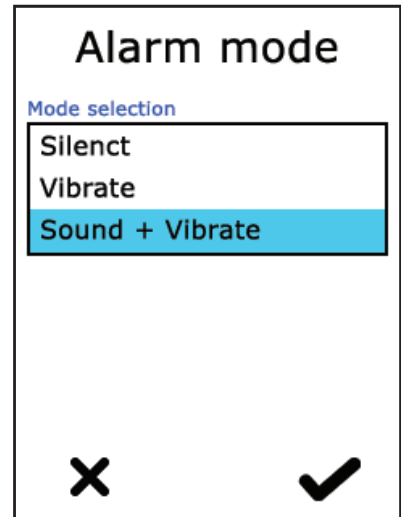 Alarm mode
Mode selection
Silenct
Vibrate
Sound + Vibrate